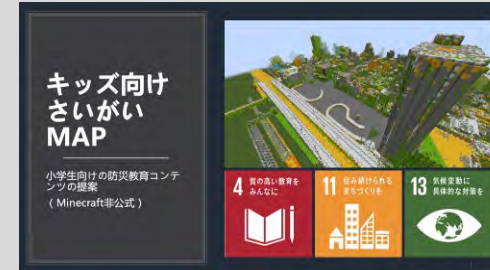 キッズ向け
さいがい
MAP
小学生向けの防災教育コンテ
ンツの提案
（Minecraft非公式）
4 質の高い教育を
みんなに
11 住み続けられる
まちづくりを
13 気候変動に
具体的な対策を